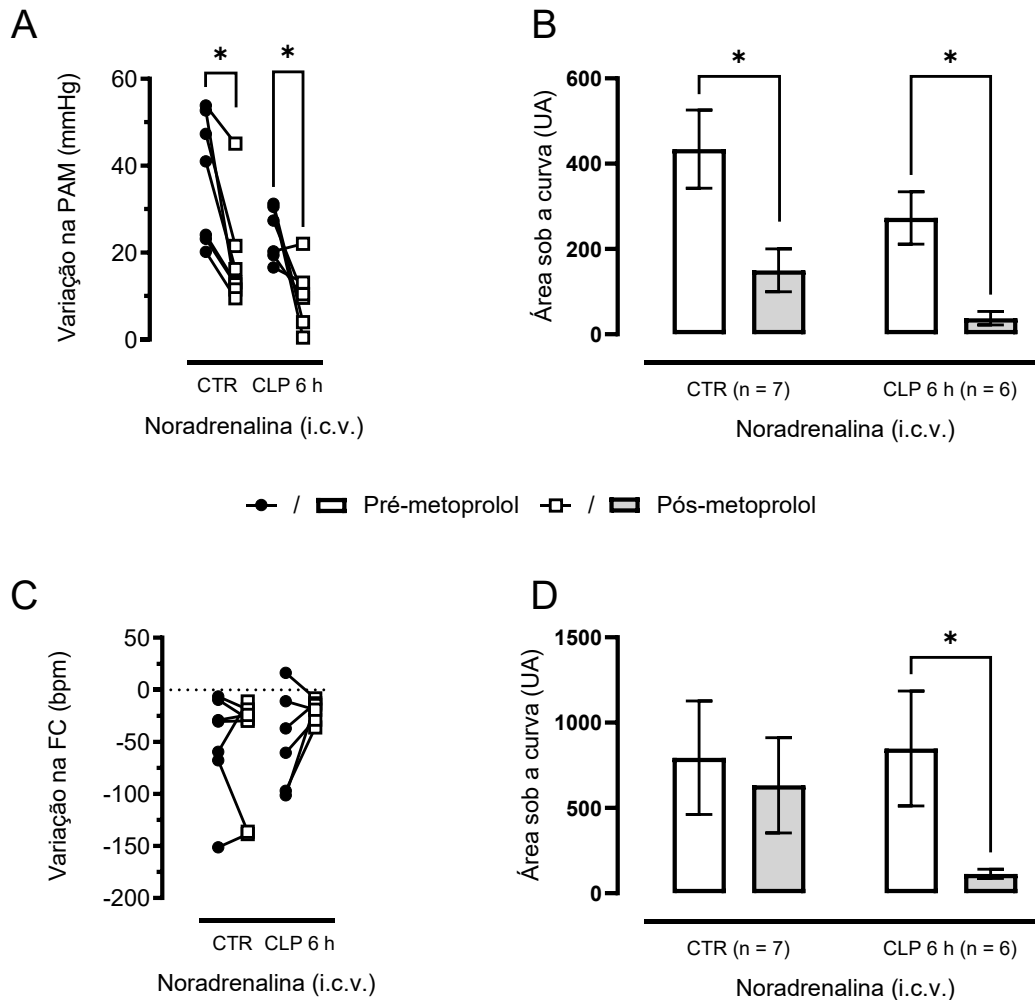 A
Variação na PAM (mmHg)
60
40
20
0
*
*
CTR
CLP 6 h
Noradrenalina (i.c.v.)
B
Área sob a curva (UA)
600
400
200
0
*
*
CTR (n = 7)
CLP 6 h (n = 6)
Noradrenalina (i.c.v.)
/ Pré-metoprolol / Pós-metoprolol
C
Variação na FC (bpm)
50
0
-50
-100
-150
-200
CTR
CLP 6 h
Noradrenalina (i.c.v.)
D
Área sob a curva (UA)
1500
1000
500
0
*
CTR (n = 7)
CLP 6 h (n = 6)
Noradrenalina (i.c.v.)